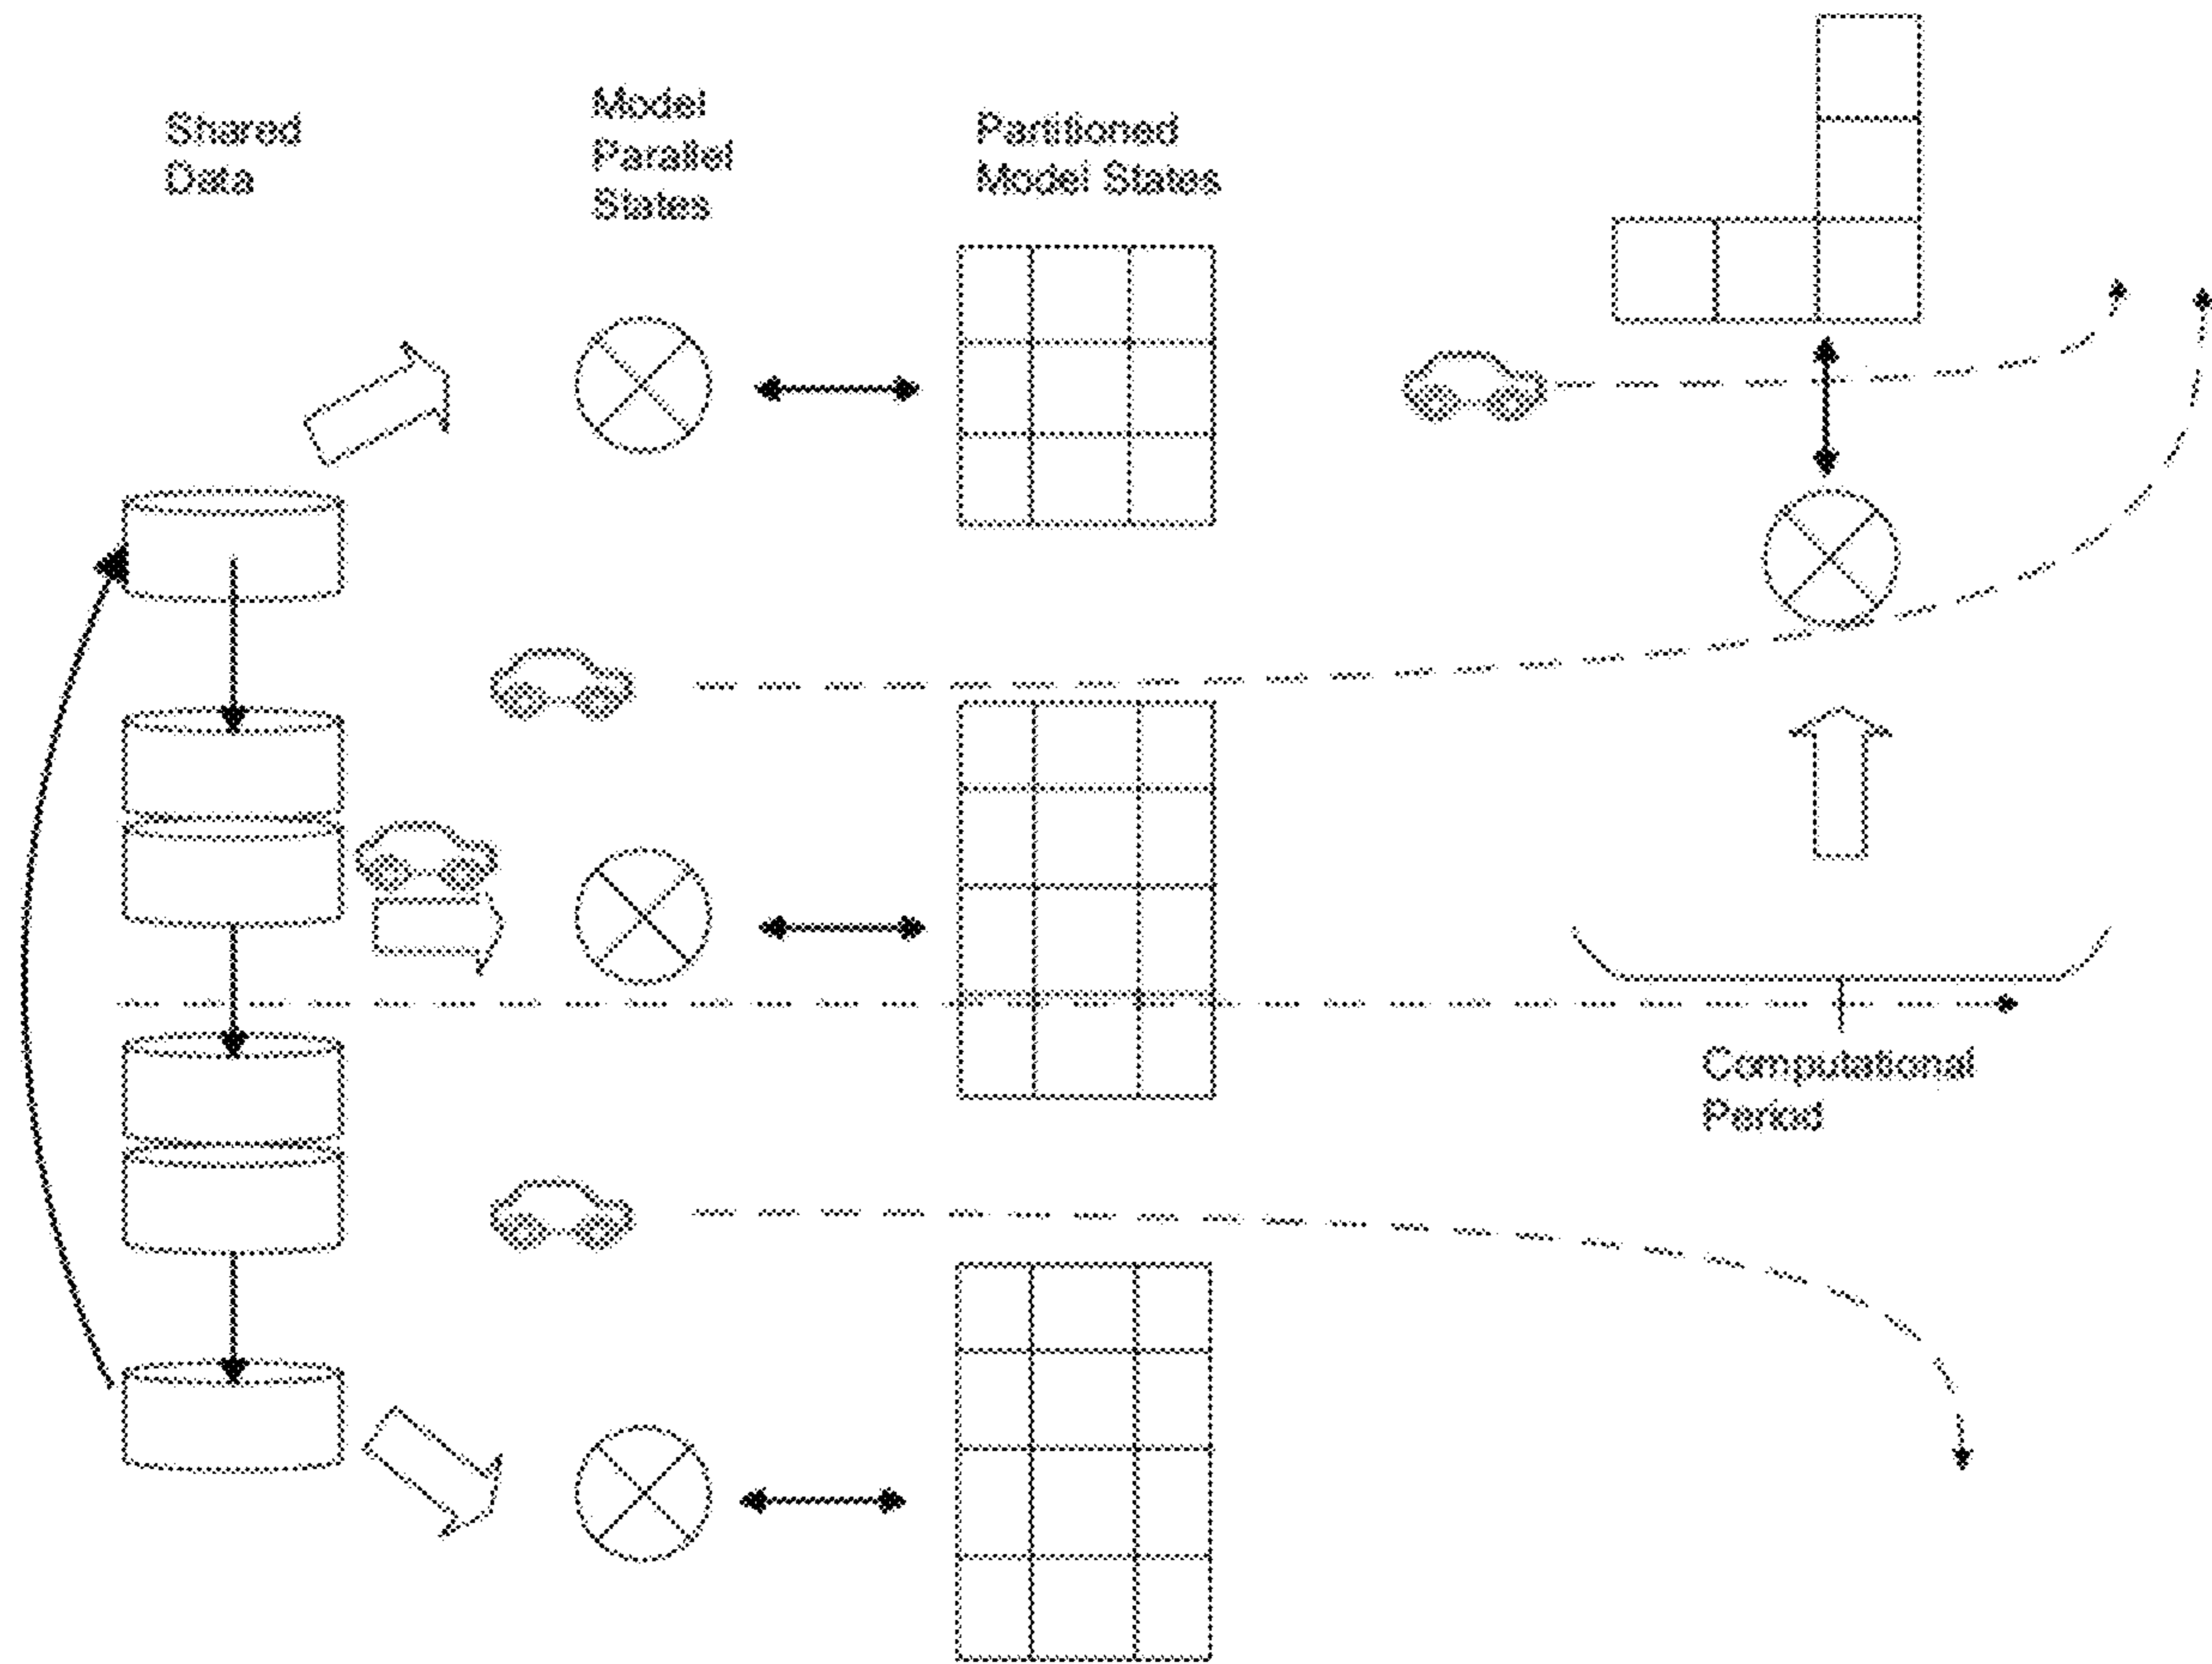 Shared
Data
Model
Parallel
States
Partitioned
Model States
Computational
Period